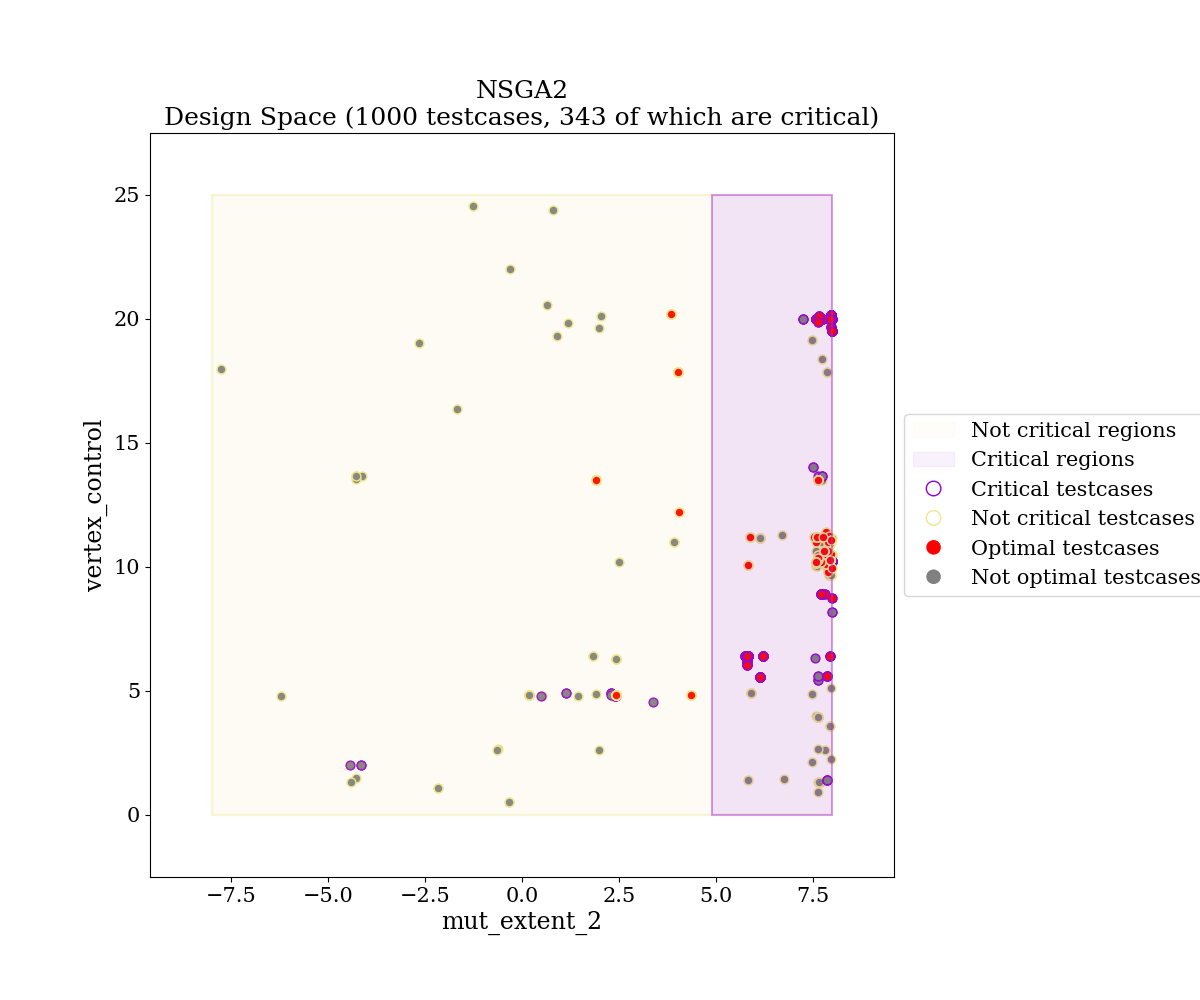 NSGA2
Design Space (1000 testcases, 343 of which are critical)
25
20
15
10
5
0
vertex_control
−7.5
−5.0
−2.5
0.0
2.5
5.0
7.5
mut_extent_2
Not critical regions
Critical regions
Critical testcases
Not critical testcases
Optimal testcases
Not optimal testcases